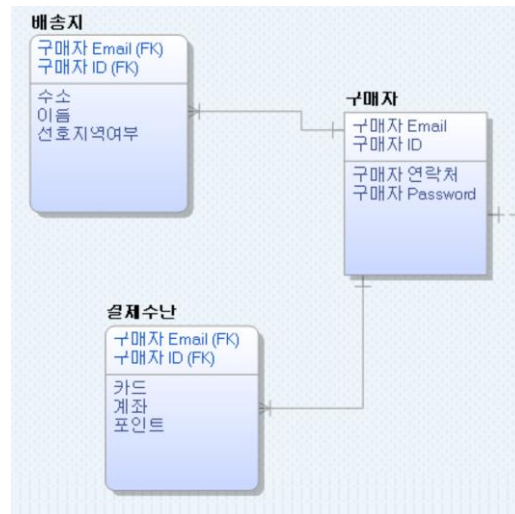 배송지
구매자 Email (FK)
구매자 ID (FK)
주소
이름
선호지역여부
구매자
구매자 Email
구매자 ID
구매자 연락처
구매자 Password
결제수단
구매자 Email (FK)
구매자 ID (FK)
카드
계좌
포인트